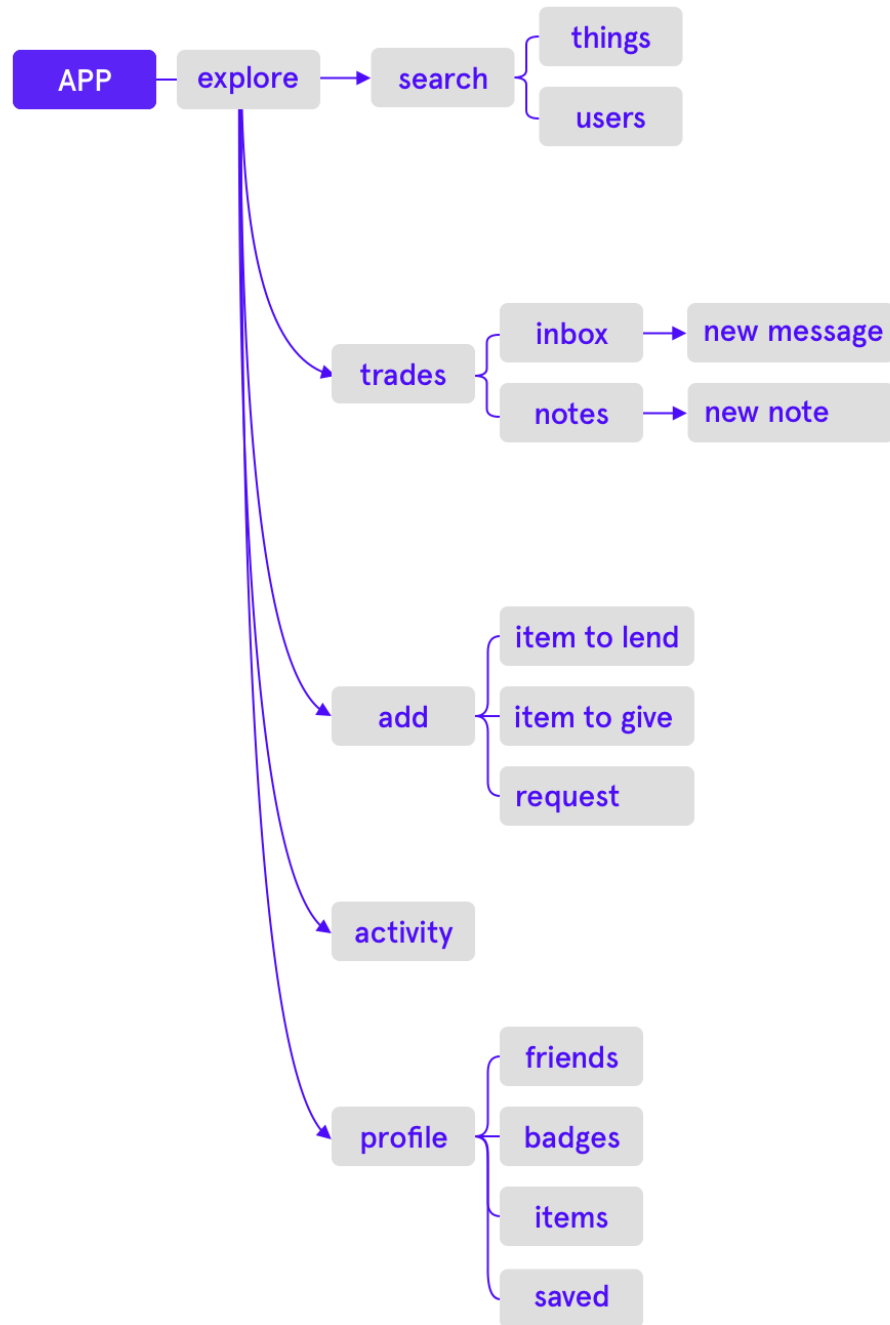 APP
explore
search
things
users
trades
inbox
new message
notes
new note
add
item to lend
item to give
request
activity
profile
friends
badges
items
saved